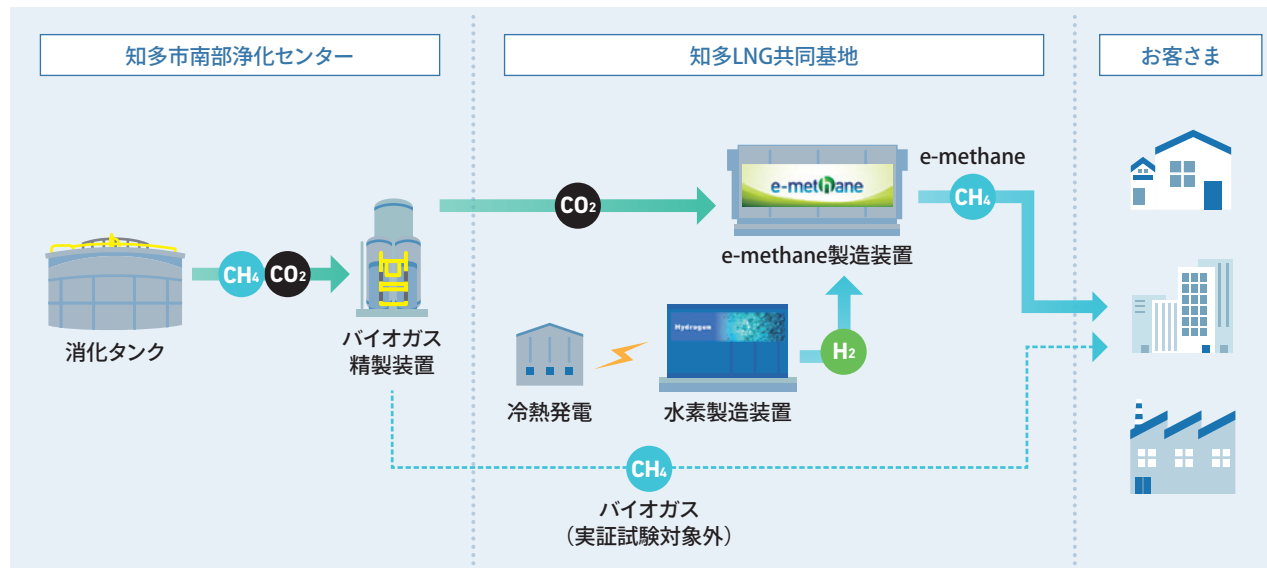 知多市南部浄化センター
知多LNG共同基地
お客さま
CH₄
CO₂
消化タンク
バイオガス
精製装置
CO₂
e-methane
e-methane製造装置
e-methane
CH₄
冷熱発電
Hydrogen
水素製造装置
H₂
CH₄
バイオガス
（実証試験対象外）